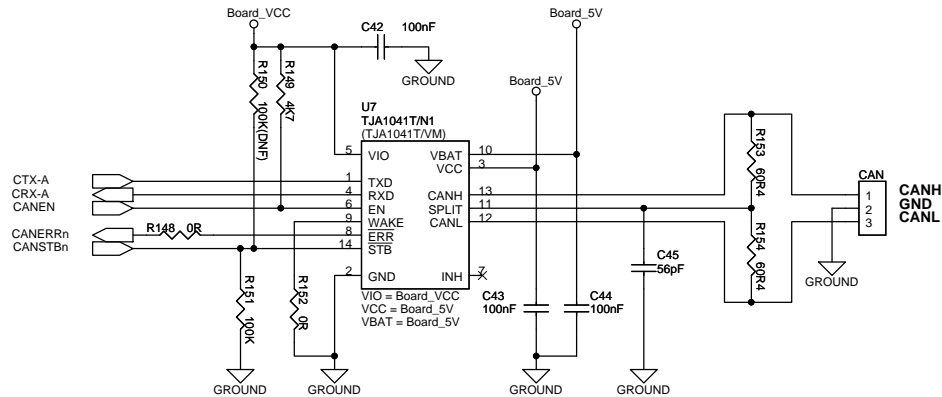 Board_VCC
C42 100nF
Board_5V
GROUND
Board_5V
R150
100K(DNF)
R149
4K7
U7
TJA1041T/N1
(TJA1041T/VM)
5 VIO
VBAT 10
VCC 3
CTX-A
1 TXD
CRX-A
4 RXD
CANH 13
CANEN
6 EN
SPLIT 11
9 WAKE
CANL 12
CANERRn
R148 0R
8 ERR
CANSTBn
14 STB
2 GND
INH 7
R153
60R4
R154
60R4
CAN
1 CANH
2 GND
3 CANL
GROUND
C45
56pF
R151
100K
R152
0R
VIO = Board_VCC
VCC = Board_5V
VBAT = Board_5V
C43
100nF
C44
100nF
GROUND
GROUND
GROUND
GROUND